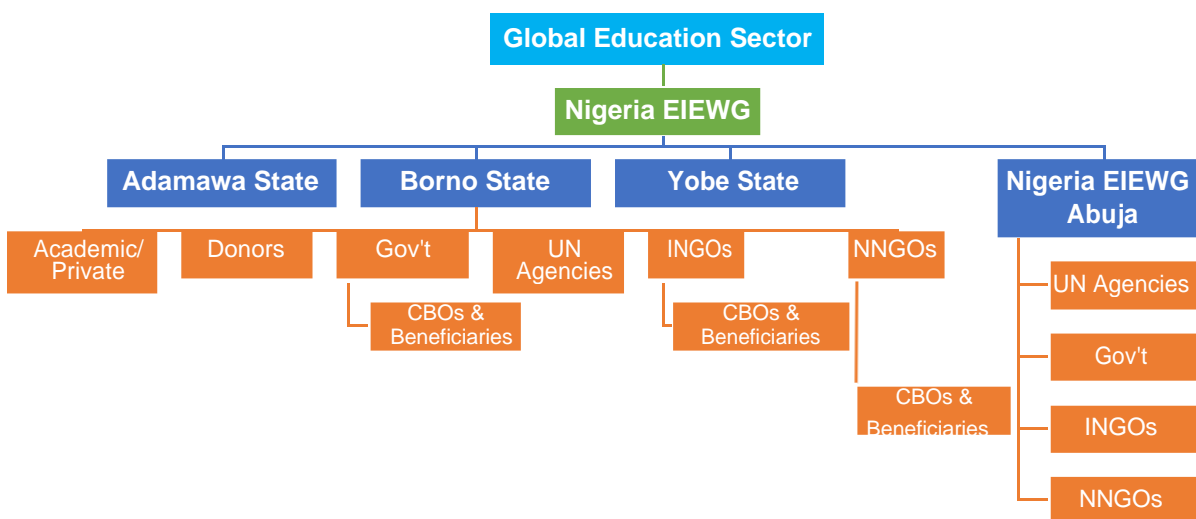 Global Education Sector
Nigeria EIEWG
Adamawa State
Borno State
Yobe State
Nigeria EIEWG
Abuja
Academic/
Private
Donors
Gov't
UN
Agencies
INGOs
NNGOs
CBOs &
Beneficiaries
CBOs &
Beneficiaries
CBOs &
Beneficiaries
UN Agencies
Gov't
INGOs
NNGOs